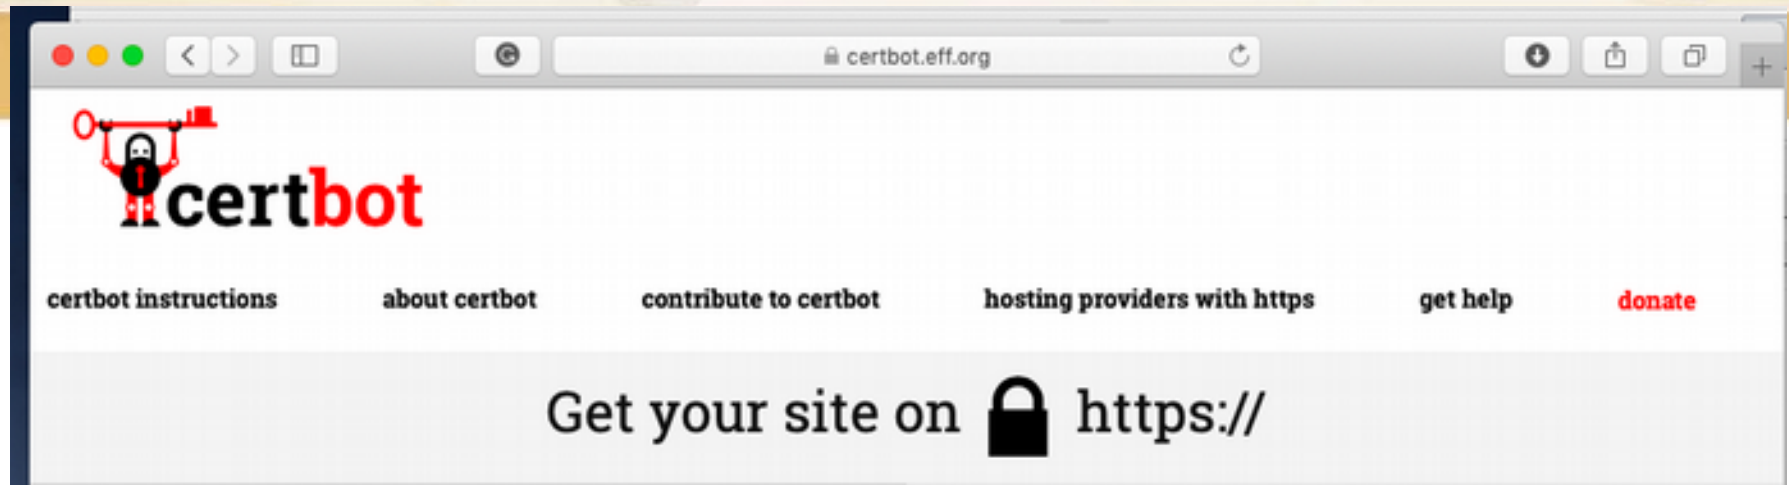 certbot.eff.org
certbot
certbot instructions about certbot contribute to certbot hosting providers with https get help donate
Get your site on https://